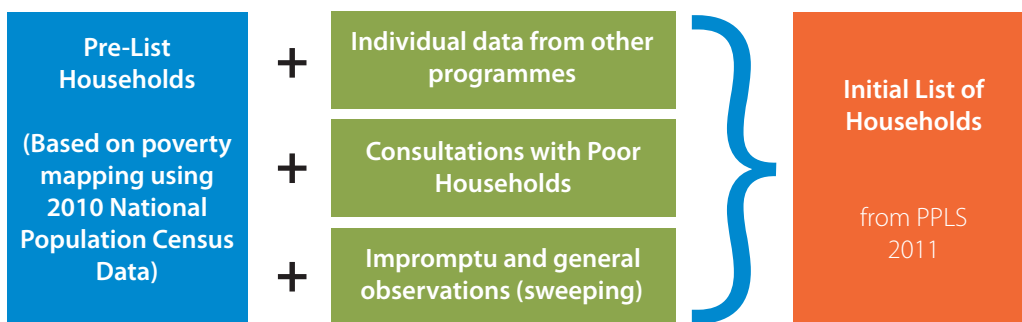 Pre-List
Households
(Based on poverty
mapping using
2010 National
Population Census
Data)
+
Individual data from other
programmes
+
Consultations with Poor
Households
+
Impromptu and general
observations (sweeping)
}
Initial List of
Households
from PPLS
2011